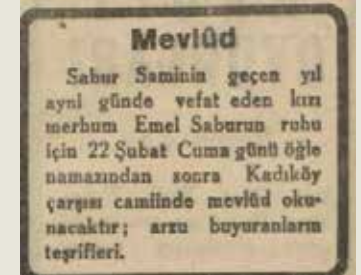 Mevlûd
Sabur Saminin geçen yıl
ayni günde vefat eden kızı
merhum Emel Saburun ruhu
için 22 Şubat Cuma günü öğle
namazından sonra Kadıköy
çarşısı camiinde mevlûd oku-
nacaktır; arzu buyuranların
teşrifleri.